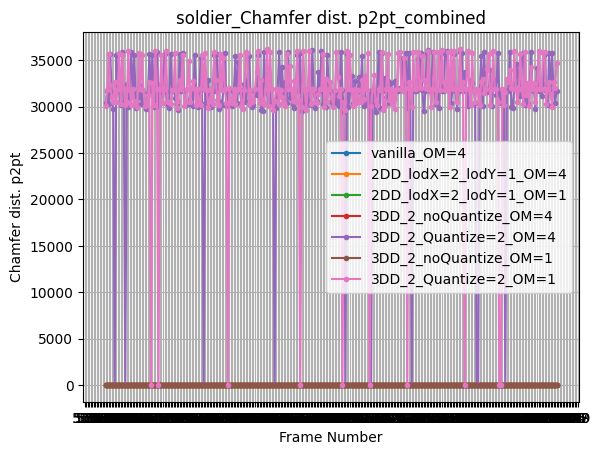 soldier_Chamfer dist. p2pt_combined
35000
30000
25000
20000
15000
10000
5000
0
Chamfer dist. p2pt
vanilla_OM=4
2DD_lodX=2_lodY=1_OM=4
2DD_lodX=2_lodY=1_OM=1
3DD_2_noQuantize_OM=4
3DD_2_Quantize=2_OM=4
3DD_2_noQuantize_OM=1
3DD_2_Quantize=2_OM=1
Frame Number